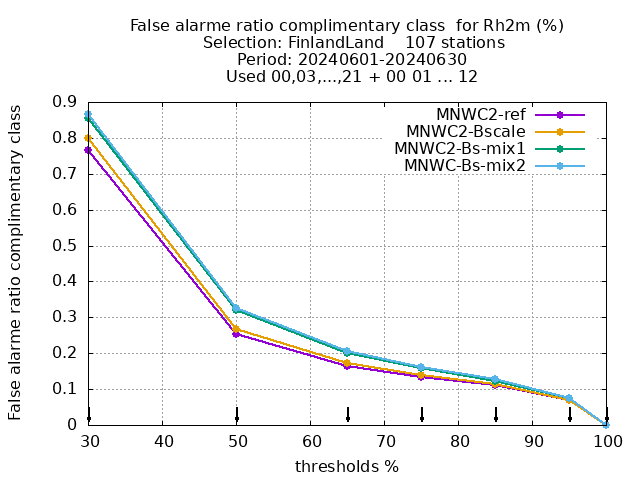 False alarme ratio complimentary class  for Rh2m (%)
Selection: FinlandLand    107 stations
Period: 20240601-20240630
Used 00,03,...,21 + 00 01 ... 12
False alarme ratio complimentary class
0.9
0.8
0.7
0.6
0.5
0.4
0.3
0.2
0.1
0
MNWC2-ref
MNWC2-Bscale
MNWC2-Bs-mix1
MNWC-Bs-mix2
30 40 50 60 70 80 90 100
thresholds %